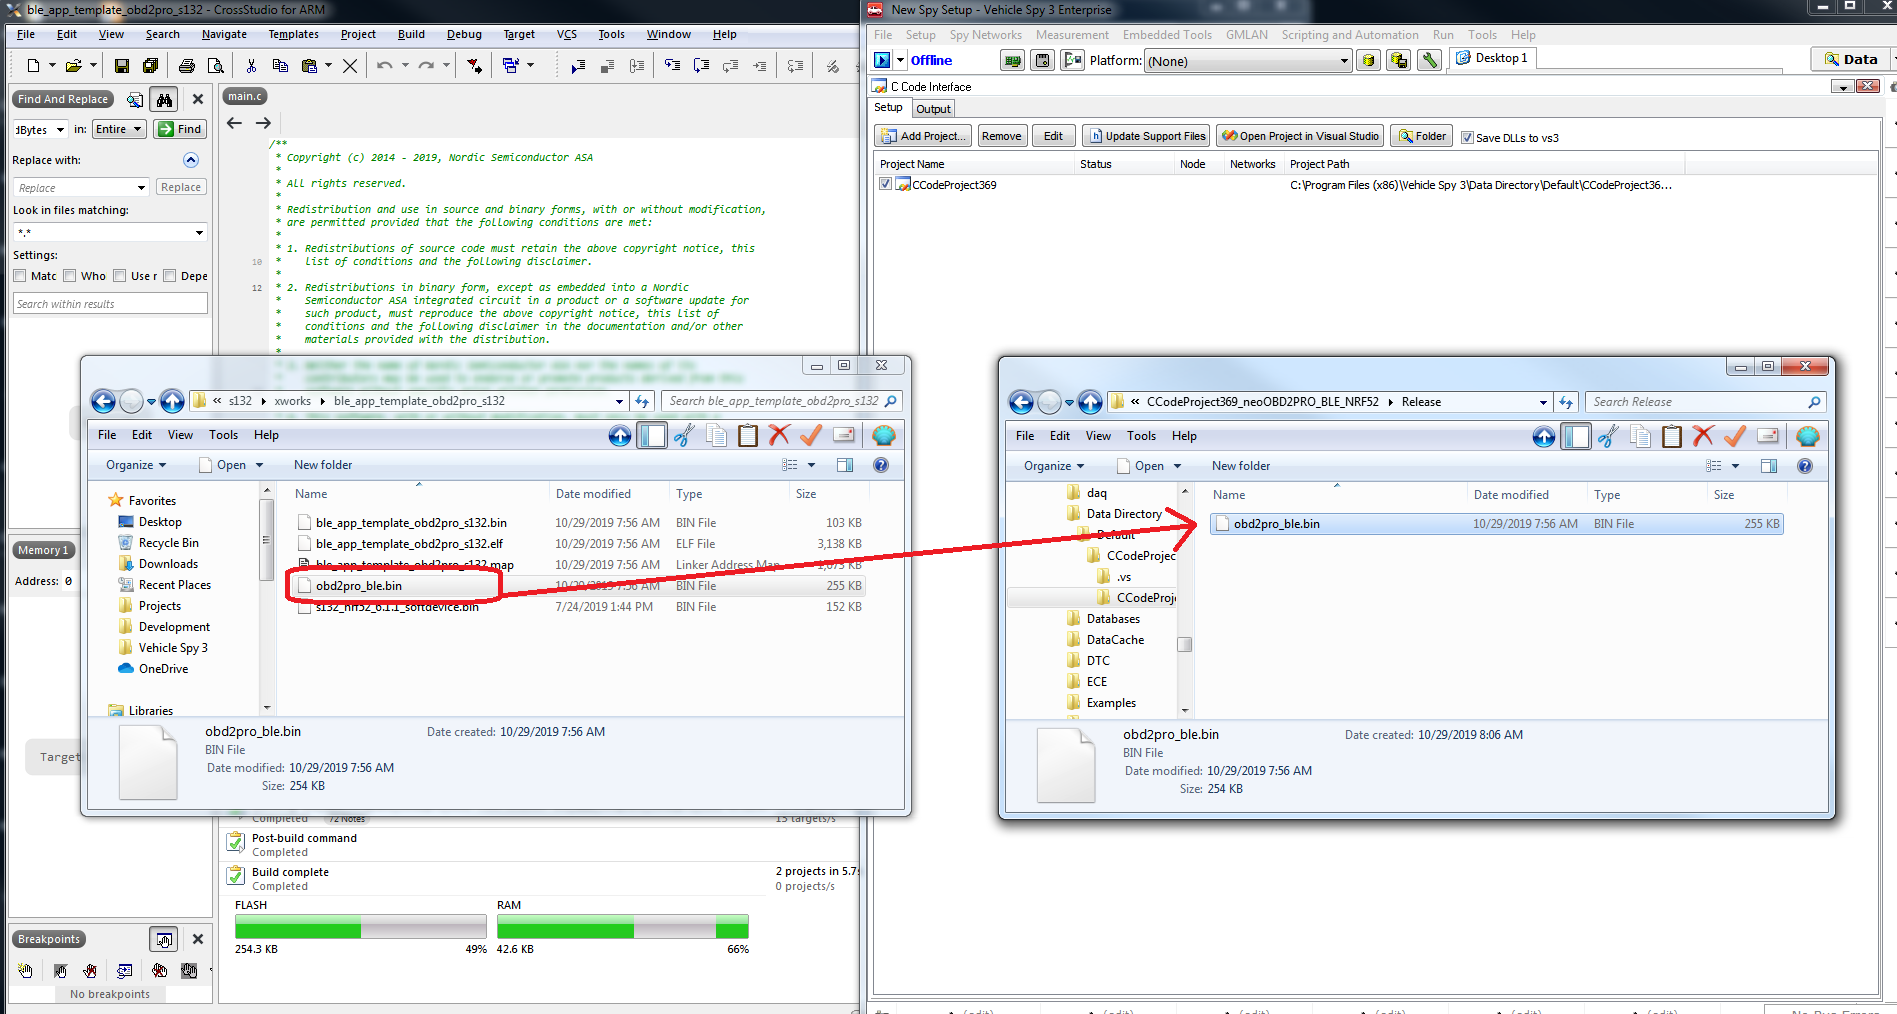 ble_app_template_obd2pro_s132 - CrossStudio for ARM
File Edit View Search Navigate Templates Project Build Debug Target VCS Tools Window Help
Find And Replace
dBytes in: Entire Find
Replace with:
Replace Replace
Look in files matching:
*.*
Settings:
Matc Who Use r Depe
Search within results
Memory 1
Address: 0
Target
Breakpoints
No breakpoints
main.c
/**
* Copyright (c) 2014 - 2019, Nordic Semiconductor ASA
*
* All rights reserved.
*
* Redistribution and use in source and binary forms, with or without modification,
* are permitted provided that the following conditions are met:
*
* 1. Redistributions of source code must retain the above copyright notice, this
10 * list of conditions and the following disclaimer.
*
12 * 2. Redistributions in binary form, except as embedded into a Nordic
* Semiconductor ASA integrated circuit in a product or a software update for
* such product, must reproduce the above copyright notice, this list of
* conditions and the following disclaimer in the documentation and/or other
* materials provided with the distribution.
*
« s132 xworks ble_app_template_obd2pro_s132
Search ble_app_template_obd2pro_s132
File Edit View Tools Help
Organize Open New folder
Favorites
Desktop
Recycle Bin
Downloads
Recent Places
Projects
Development
Vehicle Spy 3
OneDrive
Libraries
Name Date modified Type Size
ble_app_template_obd2pro_s132.bin 10/29/2019 7:56 AM BIN File 103 KB
ble_app_template_obd2pro_s132.elf 10/29/2019 7:56 AM ELF File 3,138 KB
ble_app_template_obd2pro_s132.map Linker Address Map 1,073 KB
obd2pro_ble.bin 10/29/2019 7:56 AM BIN File 255 KB
s132_nrf52_6.1.1_softdevice.bin 7/24/2019 1:44 PM BIN File 152 KB
obd2pro_ble.bin Date created: 10/29/2019 7:56 AM
BIN File
Date modified: 10/29/2019 7:56 AM
Size: 254 KB
Completed 72 Notes 13 targets/s
Post-build command
Completed
Build complete 2 projects in 5.7s
Completed 0 projects/s
FLASH RAM
254.3 KB 49% 42.6 KB 66%
New Spy Setup - Vehicle Spy 3 Enterprise
File Setup Spy Networks Measurement Embedded Tools GMLAN Scripting and Automation Run Tools Help
Offline Platform: (None) Desktop 1 Data
C Code Interface
Setup Output
Add Project... Remove Edit Update Support Files Open Project in Visual Studio Folder Save DLLs to vs3
Project Name Status Node Networks Project Path
CCodeProject369 C:\Program Files (x86)\Vehicle Spy 3\Data Directory\Default\CCodeProject36...
« CCodeProject369_neoOBD2PRO_BLE_NRF52 Release
Search Release
File Edit View Tools Help
Organize Open New folder
daq
Data Directory
Default
CCodeProjec
.vs
CCodeProj
Databases
DataCache
DTC
ECE
Examples
Name Date modified Type Size
obd2pro_ble.bin 10/29/2019 7:56 AM BIN File 255 KB
obd2pro_ble.bin Date created: 10/29/2019 8:06 AM
BIN File
Date modified: 10/29/2019 7:56 AM
Size: 254 KB